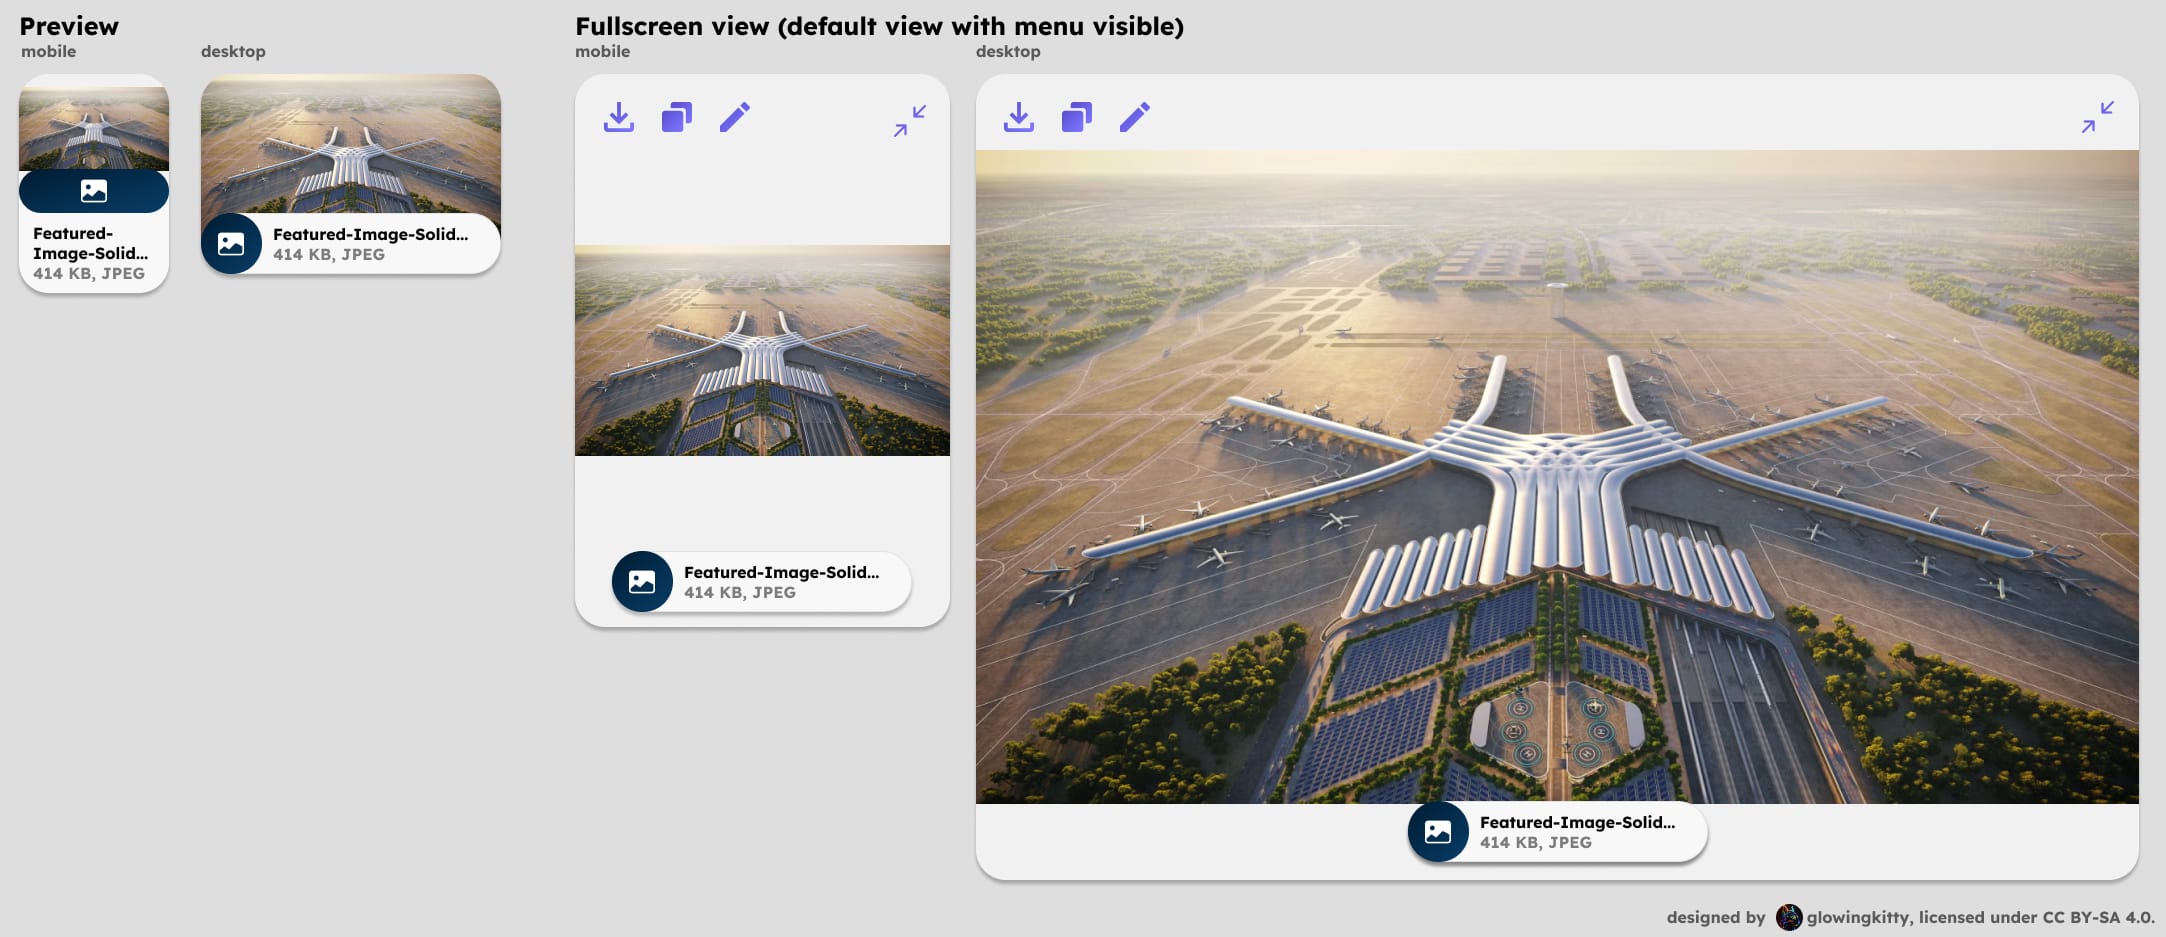 Preview
mobile
desktop
Featured-
Image-Solid...
414 KB, JPEG
Featured-Image-Solid...
414 KB, JPEG
Fullscreen view (default view with menu visible)
mobile
Featured-Image-Solid...
414 KB, JPEG
desktop
Featured-Image-Solid...
414 KB, JPEG
designed by glowingkitty, licensed under CC BY-SA 4.0.